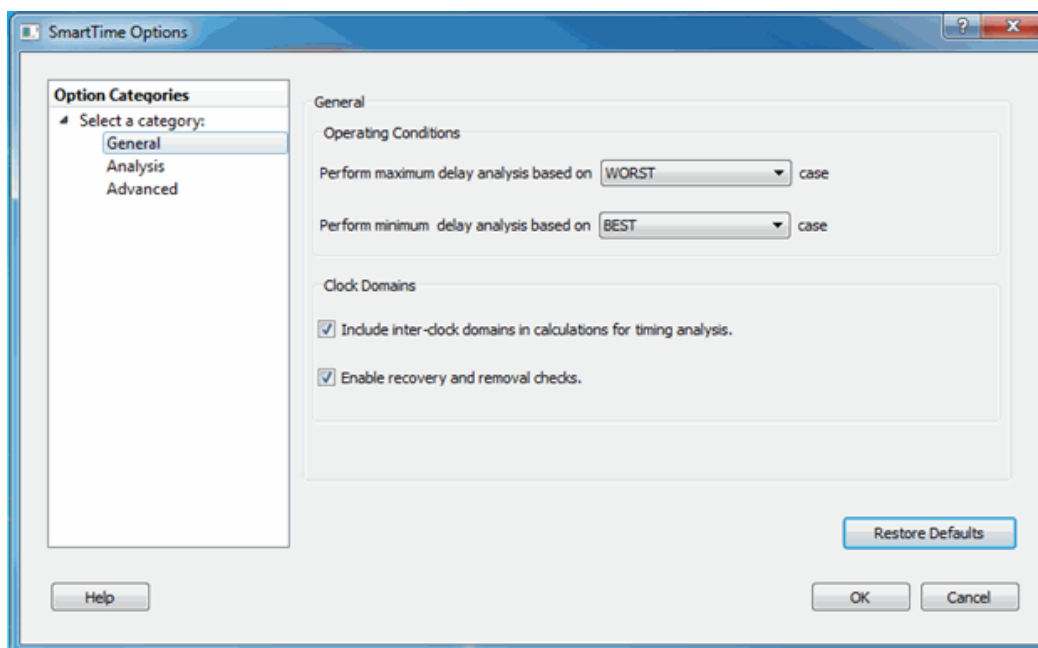 SmartTime Options
Option Categories
Select a category:
General
Analysis
Advanced
General
Operating Conditions
Perform maximum delay analysis based on WORST case
Perform minimum delay analysis based on BEST case
Clock Domains
Include inter-clock domains in calculations for timing analysis.
Enable recovery and removal checks.
Restore Defaults
Help OK Cancel